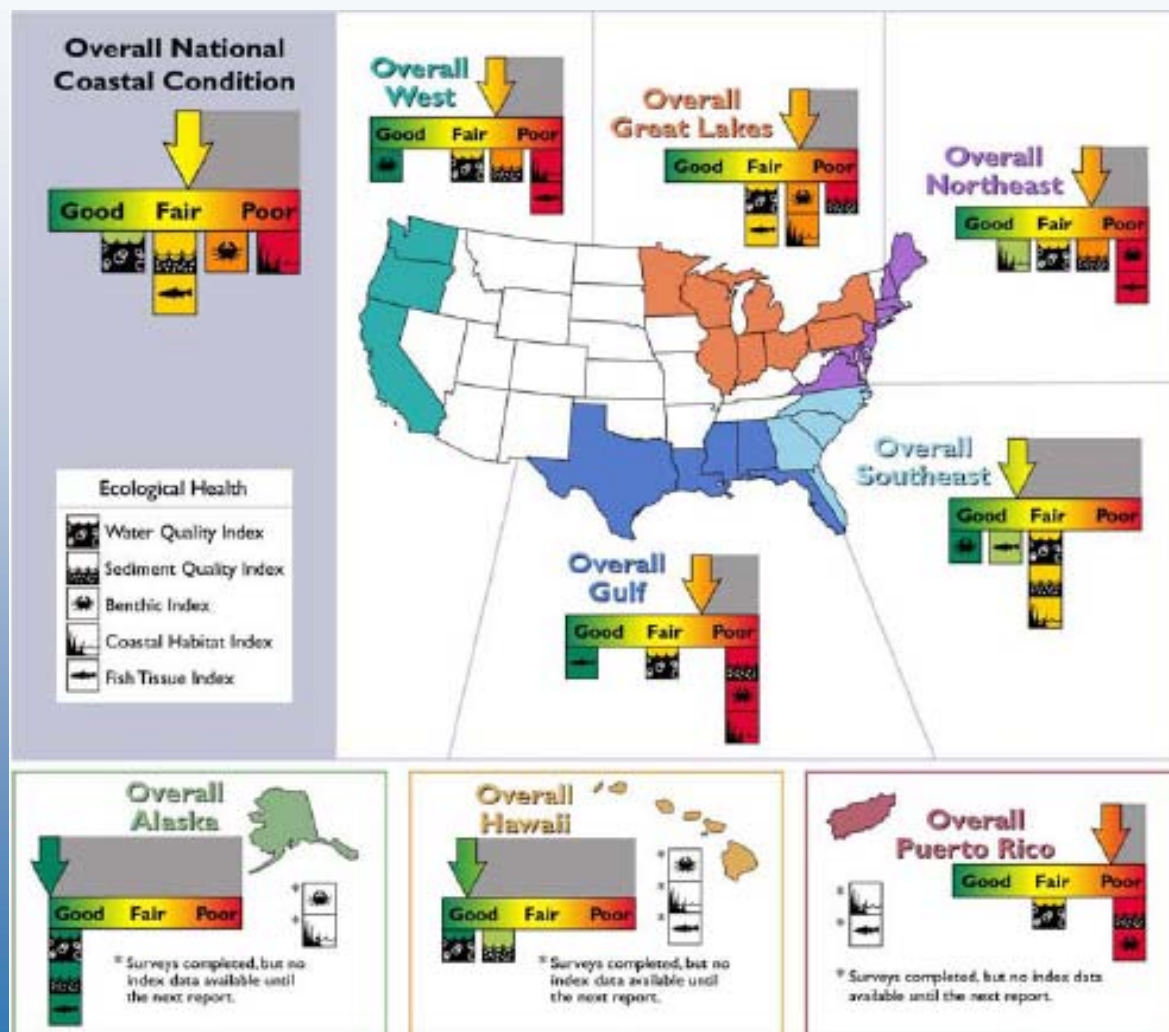 Overall National
Coastal Condition
Good Fair Poor
Ecological Health
Water Quality Index
Sediment Quality Index
Benthic Index
Coastal Habitat Index
Fish Tissue Index
Overall
West
Good Fair Poor
Overall
Great Lakes
Good Fair Poor
Overall
Northeast
Good Fair Poor
Overall
Southeast
Good Fair Poor
Overall
Gulf
Good Fair Poor
Overall
Alaska
Good Fair Poor
*
*
* Surveys completed, but no
index data available until
the next report.
Overall
Hawaii
Good Fair Poor
*
*
*
* Surveys completed, but no
index data available until
the next report.
Overall
Puerto Rico
Good Fair Poor
*
*
* Surveys completed, but no index data
available until the next report.